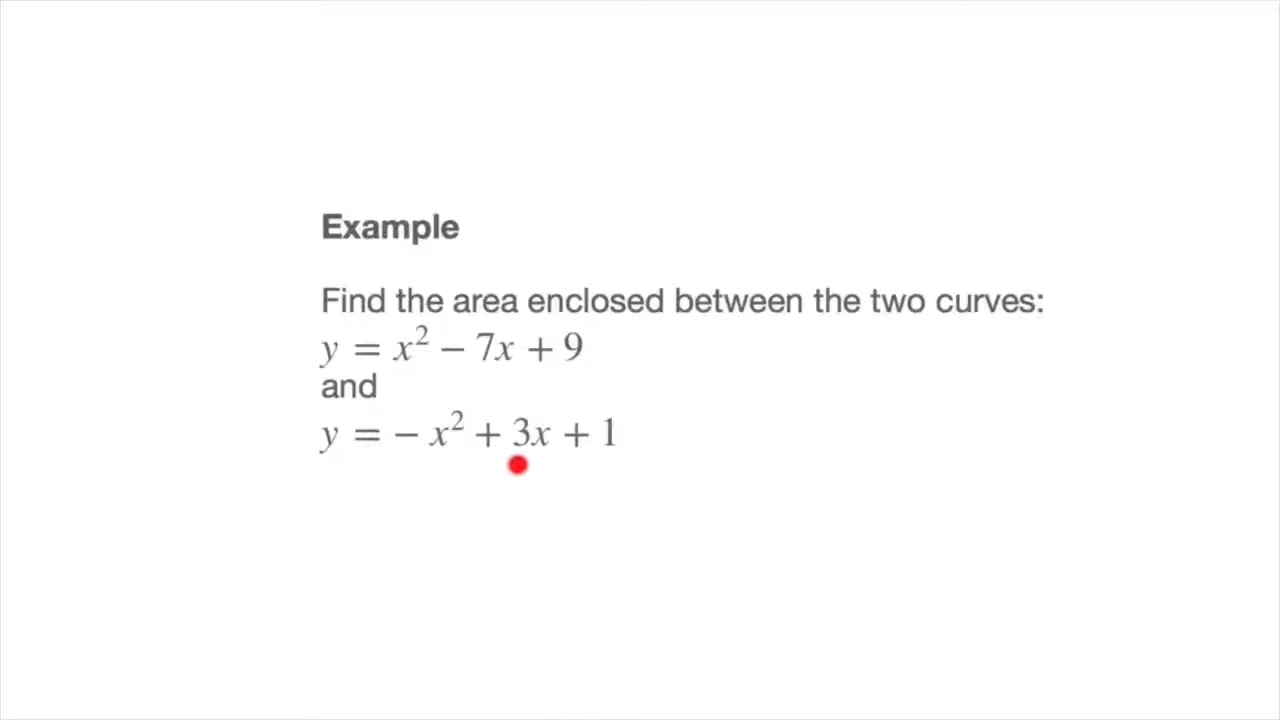 Example
Find the area enclosed between the two curves:
y = x² − 7x + 9
and
y = − x² + 3x + 1